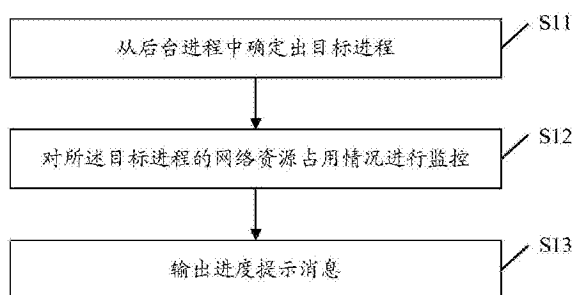 S11
从后台进程中确定出目标进程
S12
对所述目标进程的网络资源占用情况进行监控
S13
输出进度提示消息